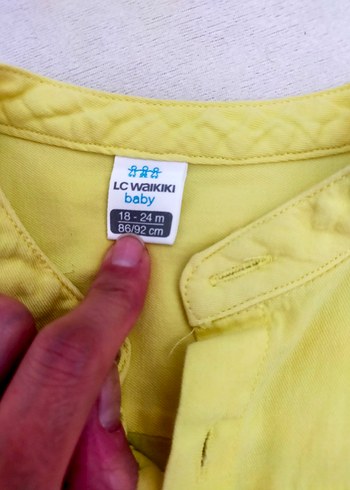 LC WAIKIKI
baby
18 - 24 m
86/92 cm